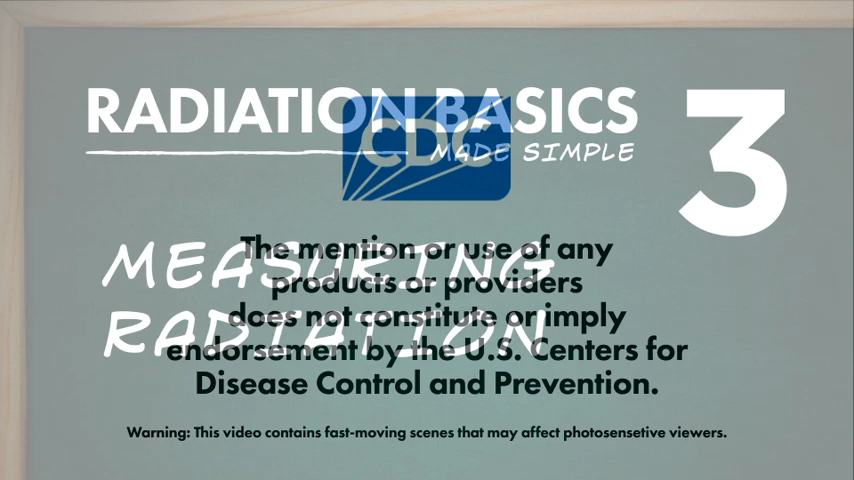 RADIATION BASICS
MADE SIMPLE
3
CDC
MEASURING
RADIATION
The mention or use of any
products or providers
does not constitute or imply
endorsement by the U.S. Centers for
Disease Control and Prevention.
Warning: This video contains fast-moving scenes that may affect photosensetive viewers.